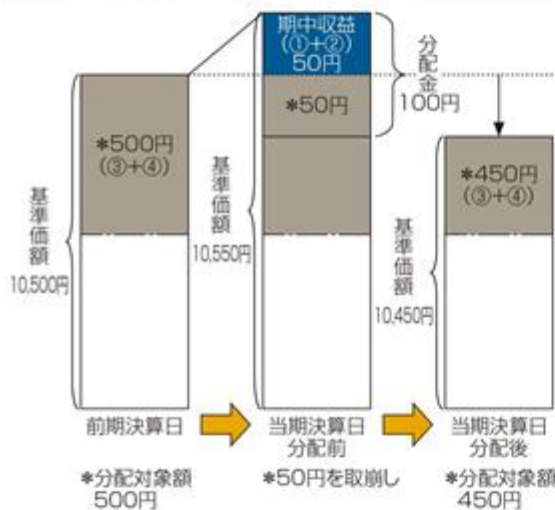 期中収益
(①+②)
50円
*50円
分配金
100円
*500円
(③+④)
*450円
(③+④)
基準価額
10,500円
基準価額
10,550円
基準価額
10,450円
前期決算日
当期決算日
分配前
当期決算日
分配後
*分配対象額
500円
*50円を取崩し
*分配対象額
450円